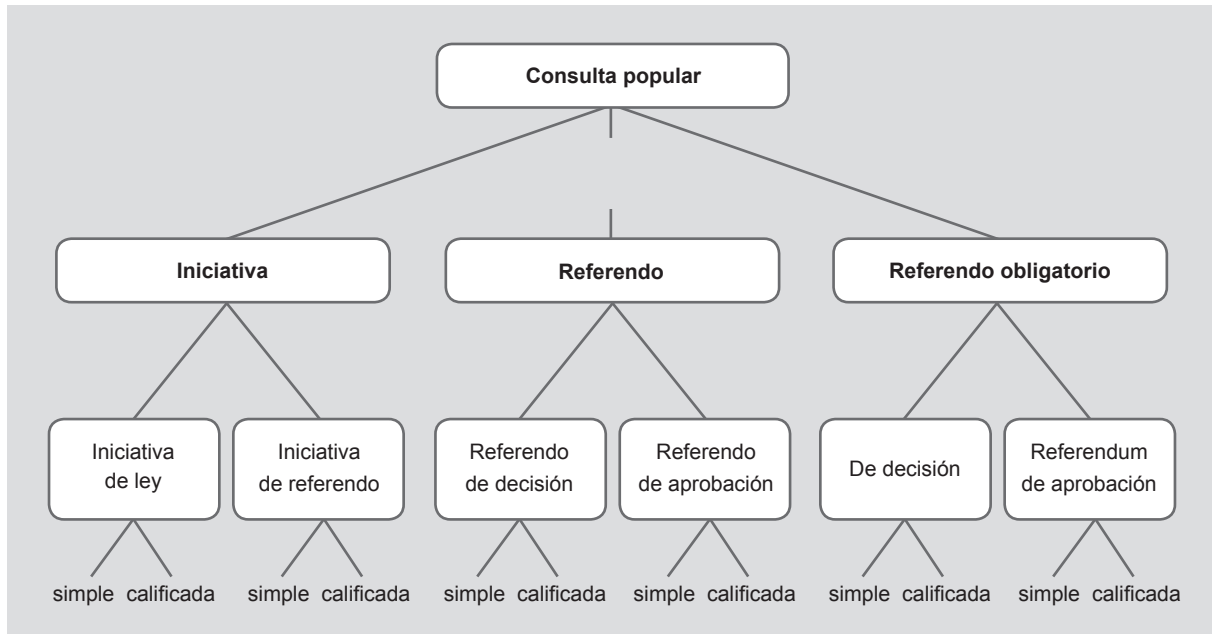 Consulta popular
Iniciativa
Referendo
Referendo obligatorio
Iniciativa
de ley
Iniciativa
de referendo
Referendo
de decisión
Referendo
de aprobación
De decisión
Referendum
de aprobación
simple calificada
simple calificada
simple calificada
simple calificada
simple calificada
simple calificada